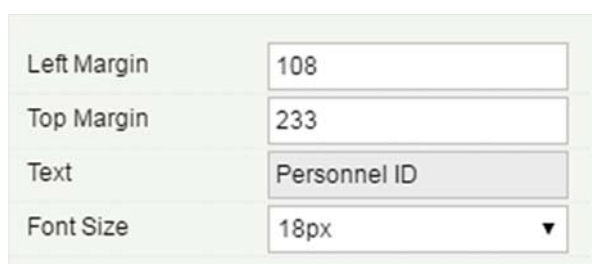 Left Margin 108
Top Margin 233
Text Personnel ID
Font Size 18px